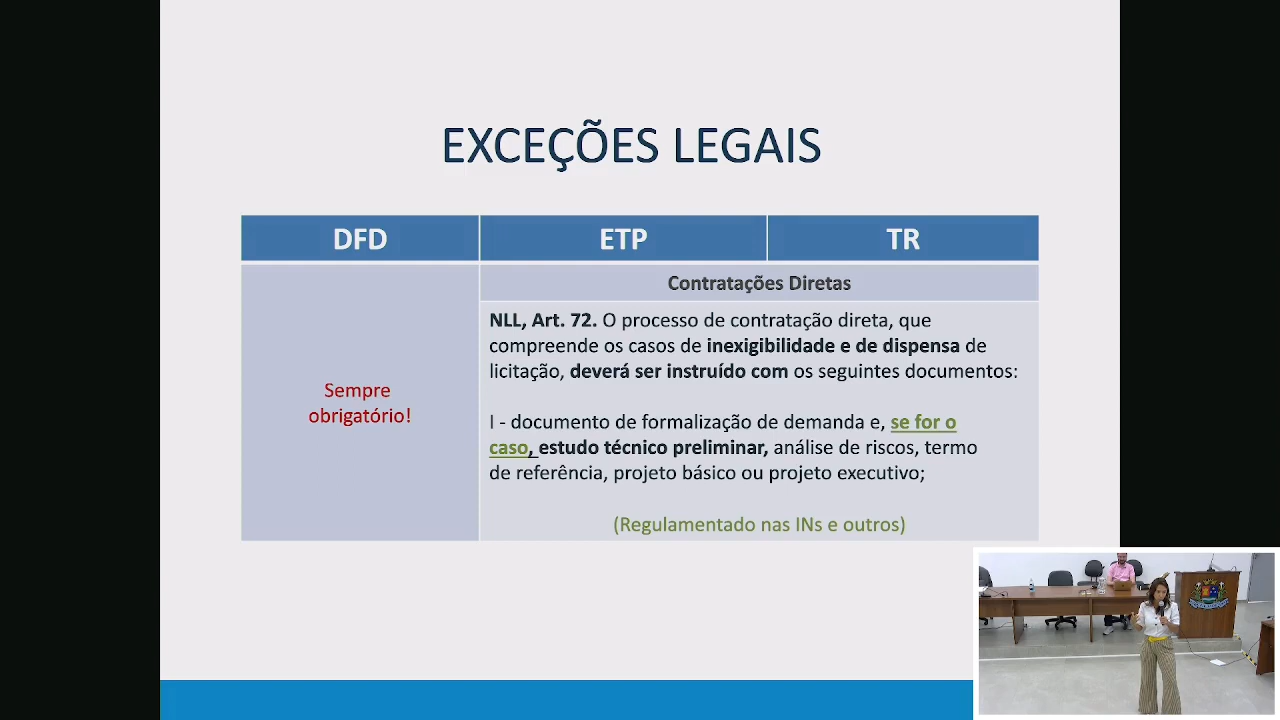 EXCEÇÕES LEGAIS
DFD
ETP
TR
Sempre
obrigatório!
Contratações Diretas
NLL, Art. 72. O processo de contratação direta, que
compreende os casos de inexigibilidade e de dispensa de
licitação, deverá ser instruído com os seguintes documentos:
I - documento de formalização de demanda e, se for o
caso, estudo técnico preliminar, análise de riscos, termo
de referência, projeto básico ou projeto executivo;
(Regulamentado nas INs e outros)